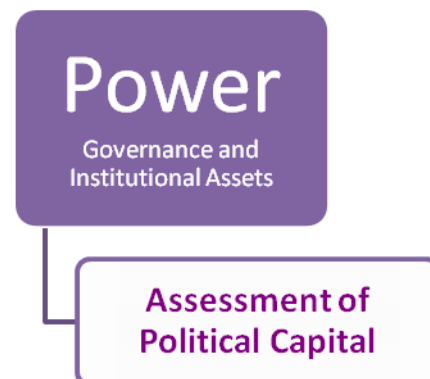 Power
Governance and
Institutional Assets
Assessment of
Political Capital